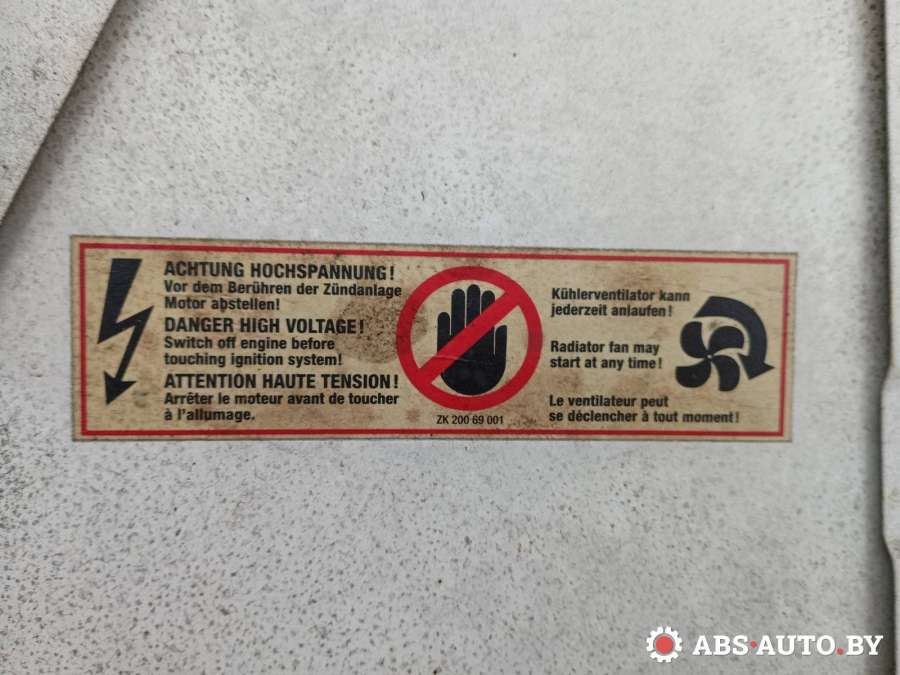 ACHTUNG HOCHSPANNUNG!
Vor dem Berühren der Zündanlage
Motor abstellen!
DANGER HIGH VOLTAGE!
Switch off engine before
touching ignition system!
ATTENTION HAUTE TENSION!
Arrêter le moteur avant de toucher
à l'allumage.
ZK 200 69 001
Kühlerventilator kann
jederzeit anlaufen!
Radiator fan may
start at any time!
Le ventilateur peut
se déclencher à tout moment!
ABS·AUTO.BY